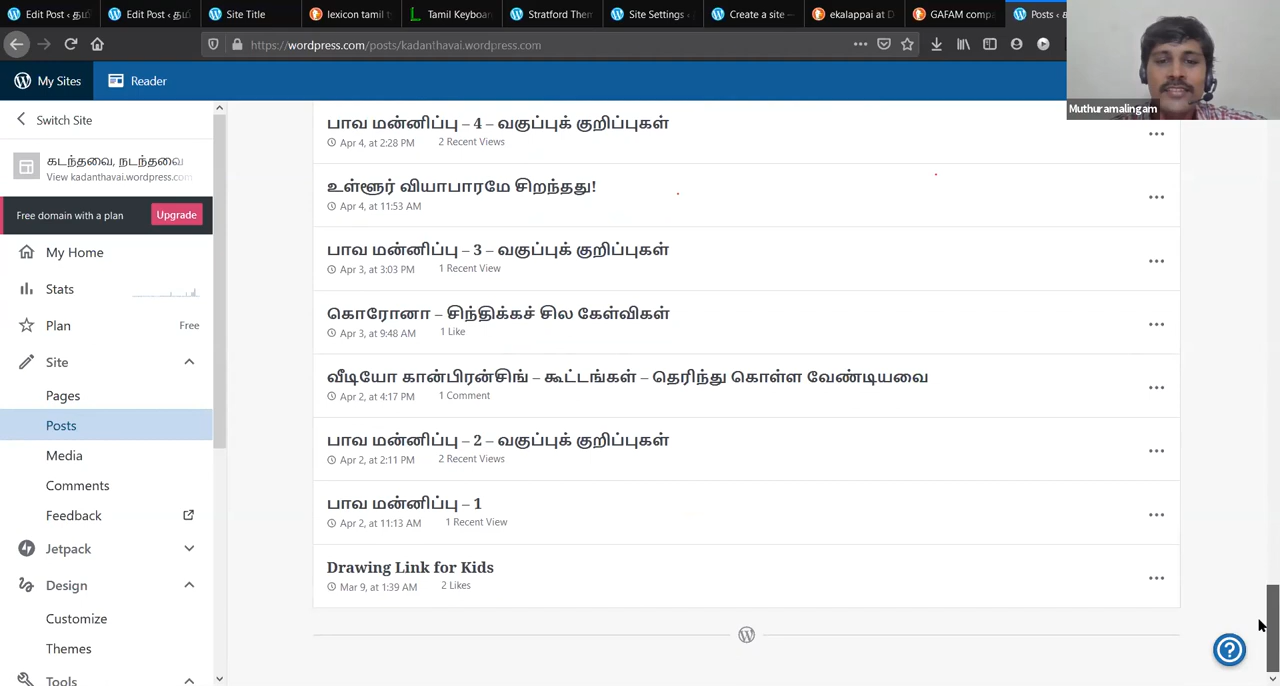 Edit Post ‹ தமி
Edit Post ‹ தமி
Site Title
lexicon tamil ty
Tamil Keyboar
Stratford Them
Site Settings ‹
Create a site —
ekalappai at D
GAFAM comp
Posts ‹
https://wordpress.com/posts/kadanthavai.wordpress.com
My Sites
Reader
Muthuramalingam
Switch Site
கடந்தவை, நடந்தவை
View kadanthavai.wordpress.con
Free domain with a plan
Upgrade
My Home
Stats
Plan
Free
Site
Pages
Posts
Media
Comments
Feedback
Jetpack
Design
Customize
Themes
Tools
பாவ மன்னிப்பு – 4 – வகுப்புக் குறிப்புகள்
Apr 4, at 2:28 PM 2 Recent Views
உள்ளூர் வியாபாரமே சிறந்தது!
Apr 4, at 11:53 AM
பாவ மன்னிப்பு – 3 – வகுப்புக் குறிப்புகள்
Apr 3, at 3:03 PM 1 Recent View
கொரோனா – சிந்திக்கச் சில கேள்விகள்
Apr 3, at 9:48 AM 1 Like
வீடியோ கான்பிரன்சிங் – கூட்டங்கள் – தெரிந்து கொள்ள வேண்டியவை
Apr 2, at 4:17 PM 1 Comment
பாவ மன்னிப்பு – 2 – வகுப்புக் குறிப்புகள்
Apr 2, at 2:11 PM 2 Recent Views
பாவ மன்னிப்பு – 1
Apr 2, at 11:13 AM 1 Recent View
Drawing Link for Kids
Mar 9, at 1:39 AM 2 Likes